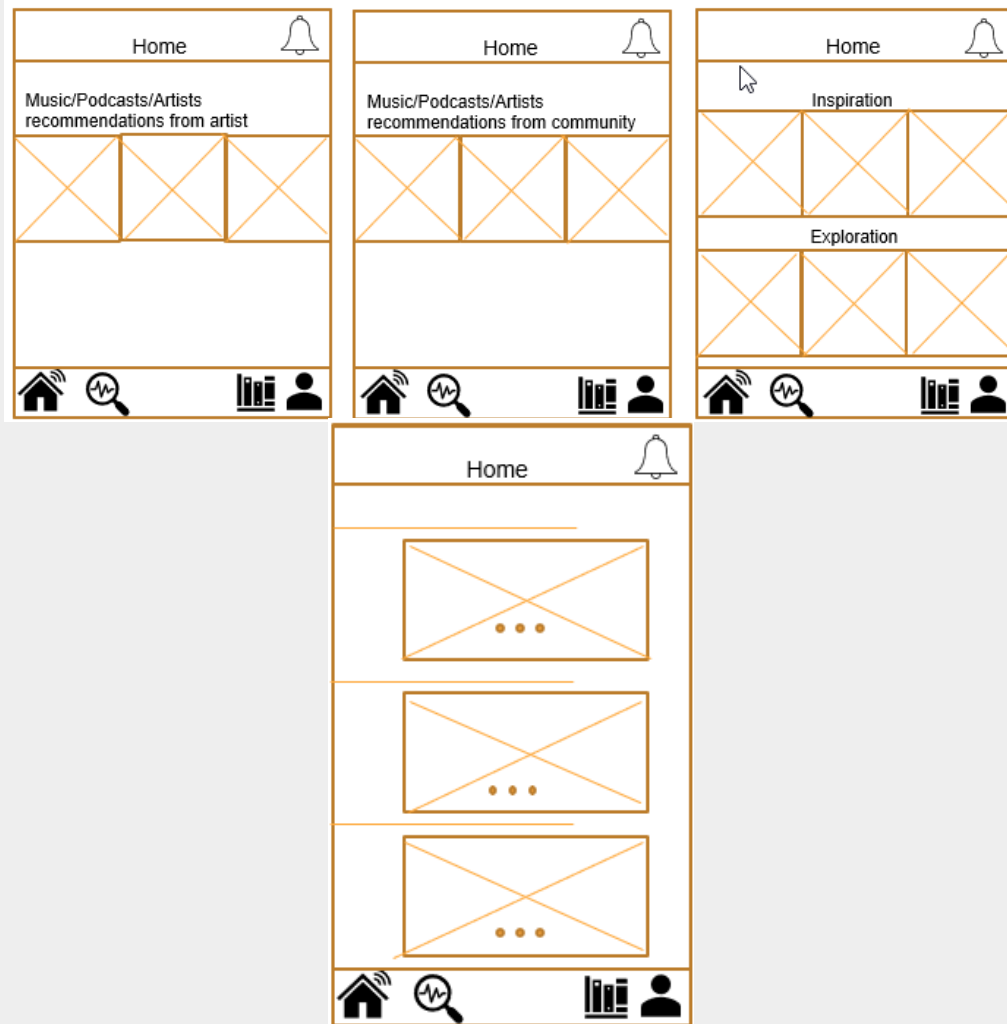 Home
Music/Podcasts/Artists
recommendations from artist
Home
Music/Podcasts/Artists
recommendations from community
Home
Inspiration
Exploration
Home